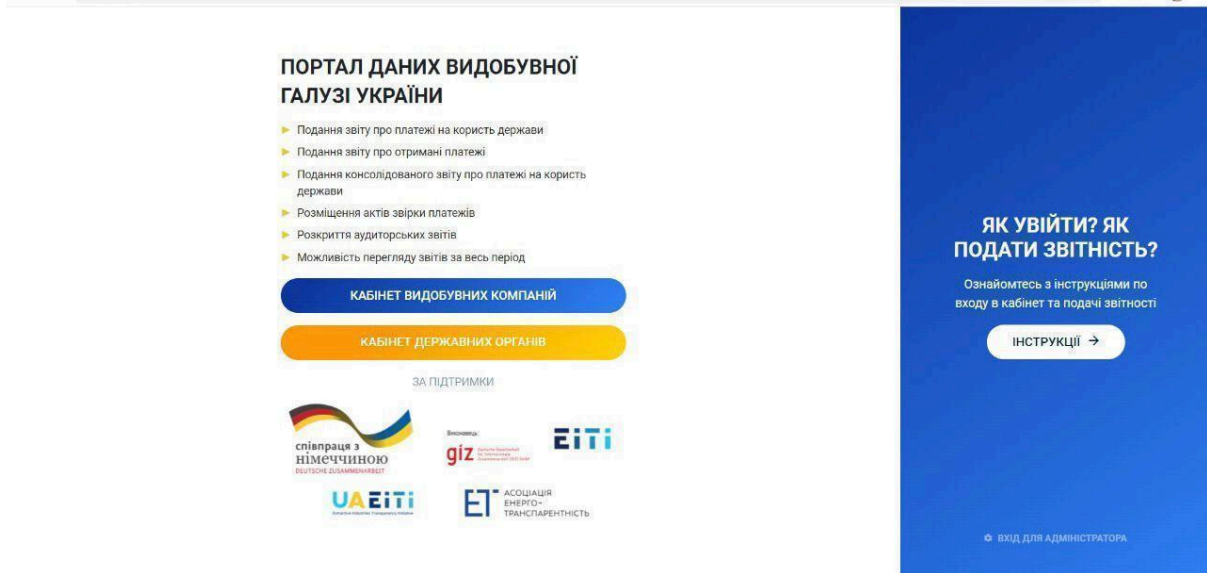 ПОРТАЛ ДАНИХ ВИДОБУВНОЇ
ГАЛУЗІ УКРАЇНИ
Подання звіту про платежі на користь держави
Подання звіту про отримані платежі
Подання консолідованого звіту про платежі на користь
держави
Розміщення актів звірки платежів
Розкриття аудиторських звітів
Можливість перегляду звітів за весь період
КАБІНЕТ ВИДОБУВНИХ КОМПАНІЙ
КАБІНЕТ ДЕРЖАВНИХ ОРГАНІВ
ЗА ПІДТРИМКИ
співпраця з
німеччиною
DEUTSCHE ZUSAMMENARBEIT
Виконавець:
giz
EITI
UAEITI
ET
АСОЦІАЦІЯ
ЕНЕРГО-
ТРАНСПАРЕНТНІСТЬ
ЯК УВІЙТИ? ЯК
ПОДАТИ ЗВІТНІСТЬ?
Ознайомтесь з інструкціями по
входу в кабінет та подачі звітності
ІНСТРУКЦІЇ →
ВХІД ДЛЯ АДМІНІСТРАТОРА